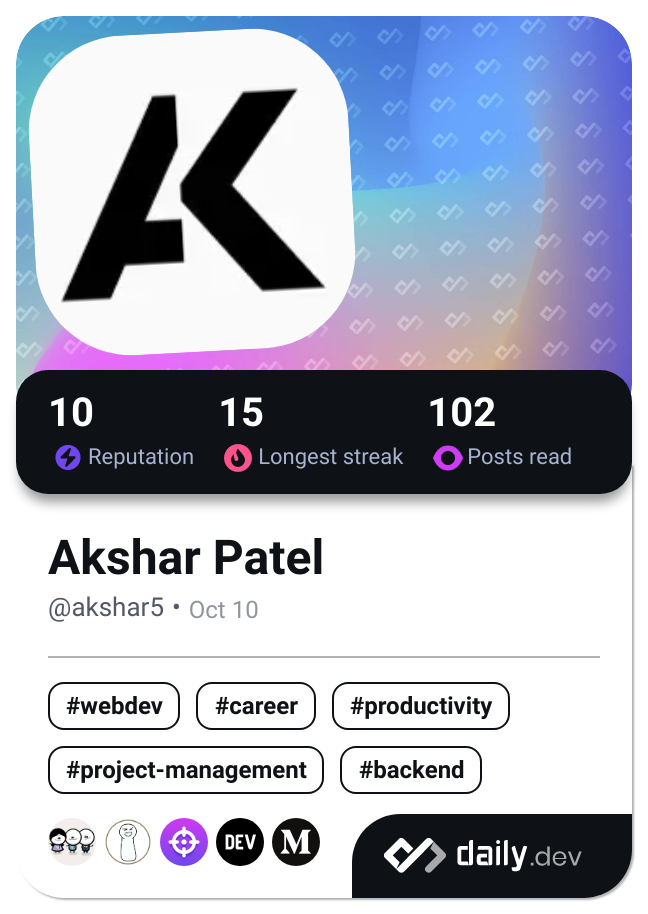 AK
10 15 102
Reputation Longest streak Posts read
Akshar Patel
@akshar5 • Oct 10
#webdev #career #productivity
#project-management #backend
DEV M daily.dev